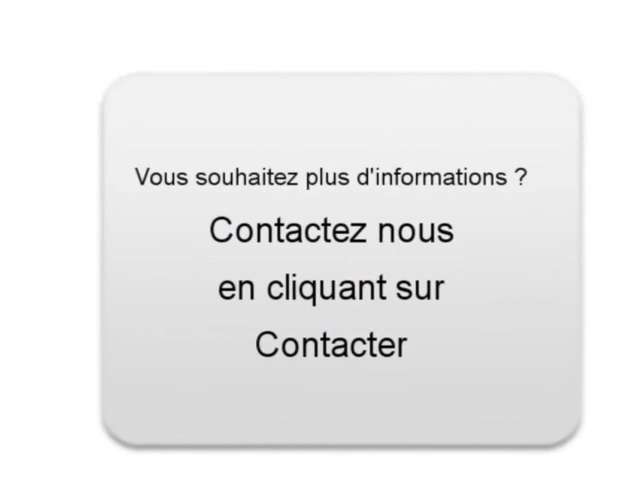 Vous souhaitez plus d'informations ?
Contactez nous
en cliquant sur
Contacter